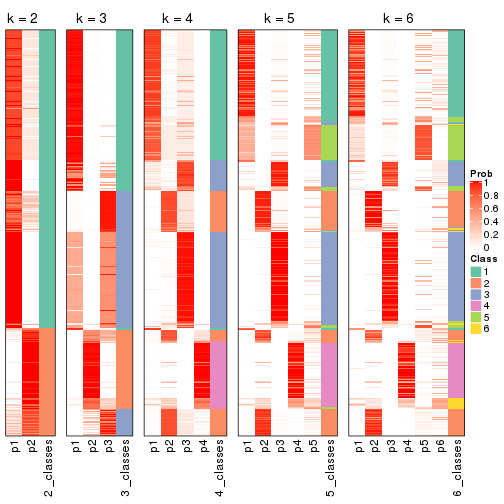 k = 2
k = 3
k = 4
k = 5
k = 6
Prob
1
0.8
0.6
0.4
0.2
0
Class
1
2
3
4
5
6
p1
p2
2_classes
p1
p2
p3
3_classes
p1
p2
p3
p4
4_classes
p1
p2
p3
p4
p5
5_classes
p1
p2
p3
p4
p5
p6
6_classes